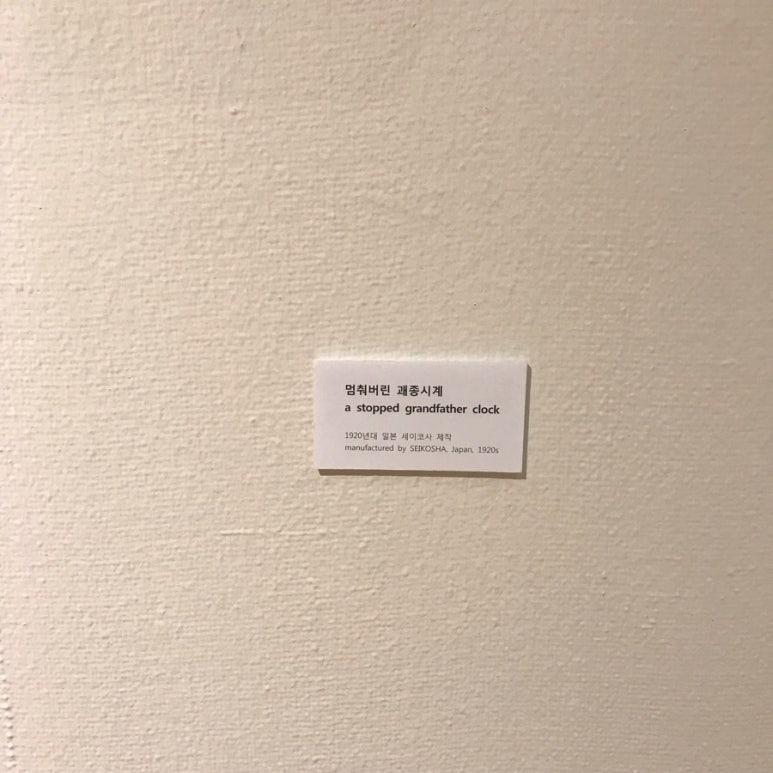 멈춰버린 괘종시계
a stopped grandfather clock
1920년대 일본 세이코사 제작
manufactured by SEIKOSHA, Japan, 1920s